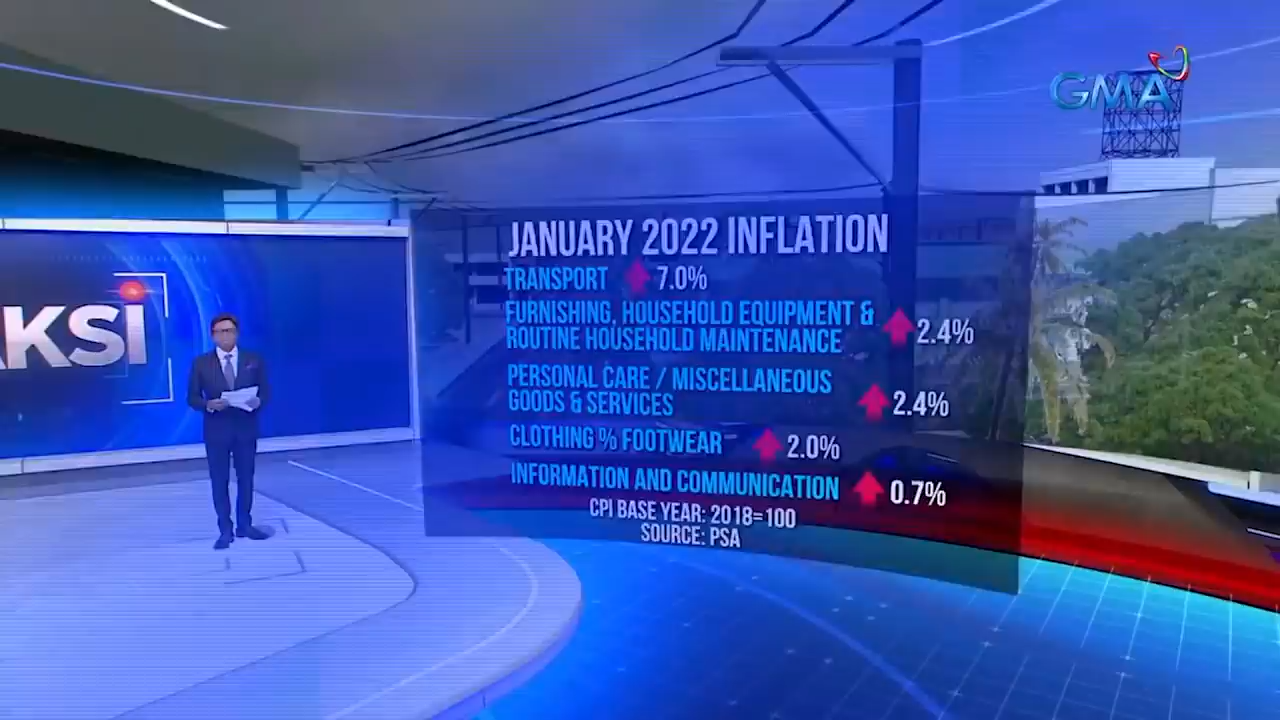 GMA
AKSI
JANUARY 2022 INFLATION
TRANSPORT 7.0%
FURNISHING, HOUSEHOLD EQUIPMENT &
ROUTINE HOUSEHOLD MAINTENANCE 2.4%
PERSONAL CARE / MISCELLANEOUS
GOODS & SERVICES 2.4%
CLOTHING % FOOTWEAR 2.0%
INFORMATION AND COMMUNICATION 0.7%
CPI BASE YEAR: 2018=100
SOURCE: PSA